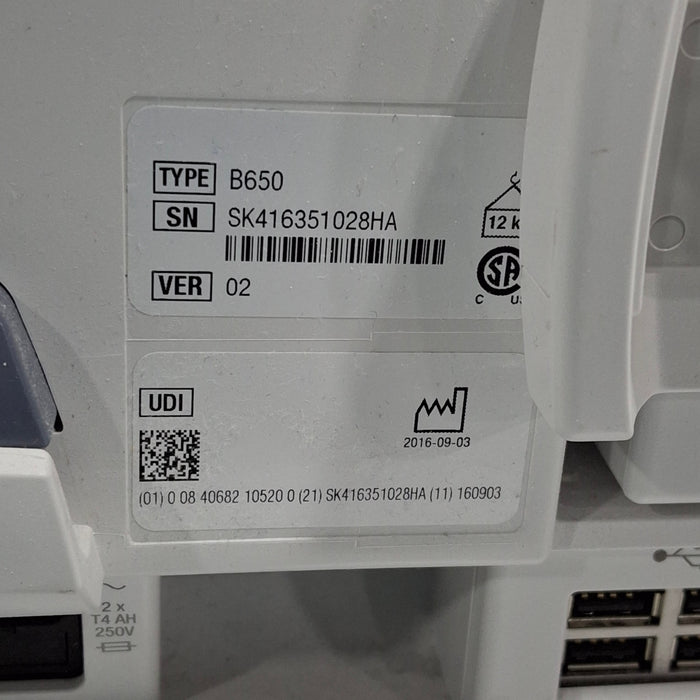 TYPE B650
SN SK416351028HA
12 k
VER 02
SA
C U
UDI
2016-09-03
(01) 0 08 40682 10520 0 (21) SK416351028HA (11) 160903
2 x
T4 AH
250V